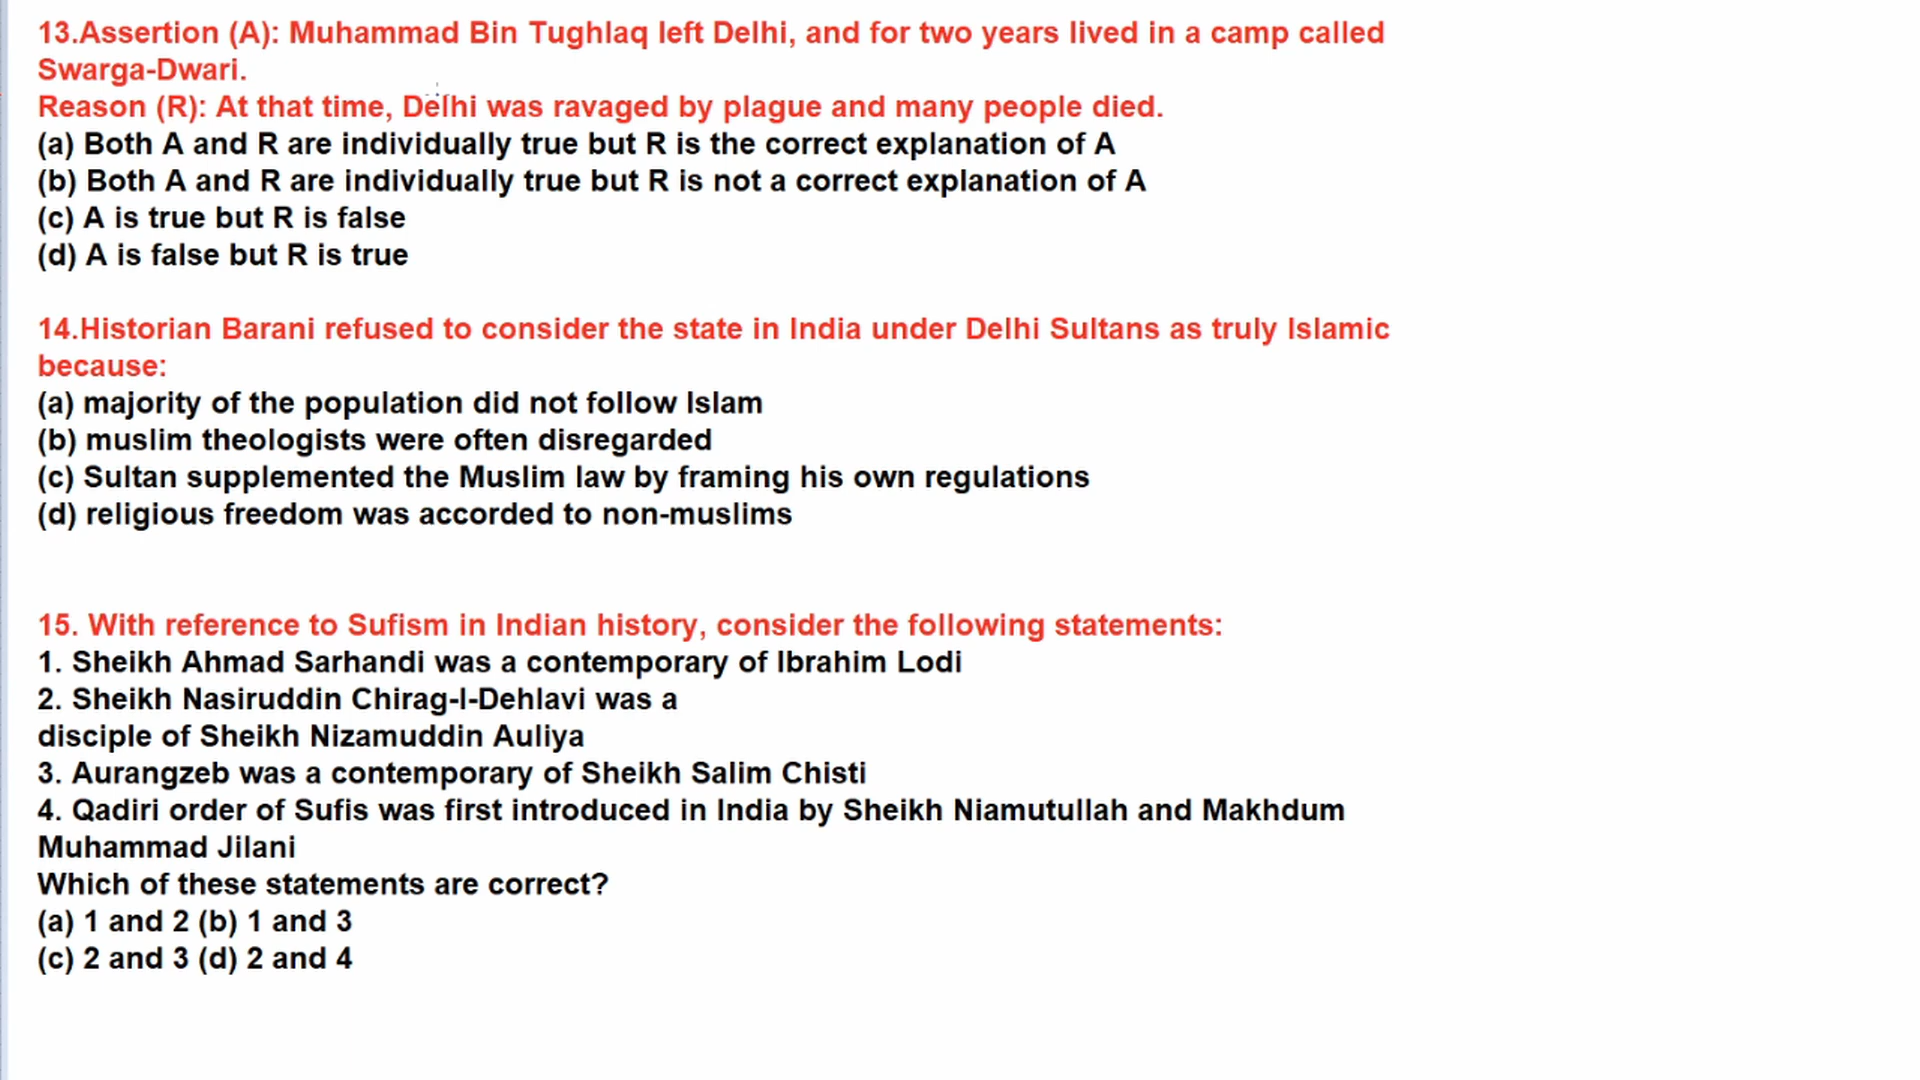 13.Assertion (A): Muhammad Bin Tughlaq left Delhi, and for two years lived in a camp called
Swarga-Dwari.
Reason (R): At that time, Delhi was ravaged by plague and many people died.
(a) Both A and R are individually true but R is the correct explanation of A
(b) Both A and R are individually true but R is not a correct explanation of A
(c) A is true but R is false
(d) A is false but R is true
14.Historian Barani refused to consider the state in India under Delhi Sultans as truly Islamic
because:
(a) majority of the population did not follow Islam
(b) muslim theologists were often disregarded
(c) Sultan supplemented the Muslim law by framing his own regulations
(d) religious freedom was accorded to non-muslims
15. With reference to Sufism in Indian history, consider the following statements:
1. Sheikh Ahmad Sarhandi was a contemporary of Ibrahim Lodi
2. Sheikh Nasiruddin Chirag-I-Dehlavi was a
disciple of Sheikh Nizamuddin Auliya
3. Aurangzeb was a contemporary of Sheikh Salim Chisti
4. Qadiri order of Sufis was first introduced in India by Sheikh Niamutullah and Makhdum
Muhammad Jilani
Which of these statements are correct?
(a) 1 and 2 (b) 1 and 3
(c) 2 and 3 (d) 2 and 4